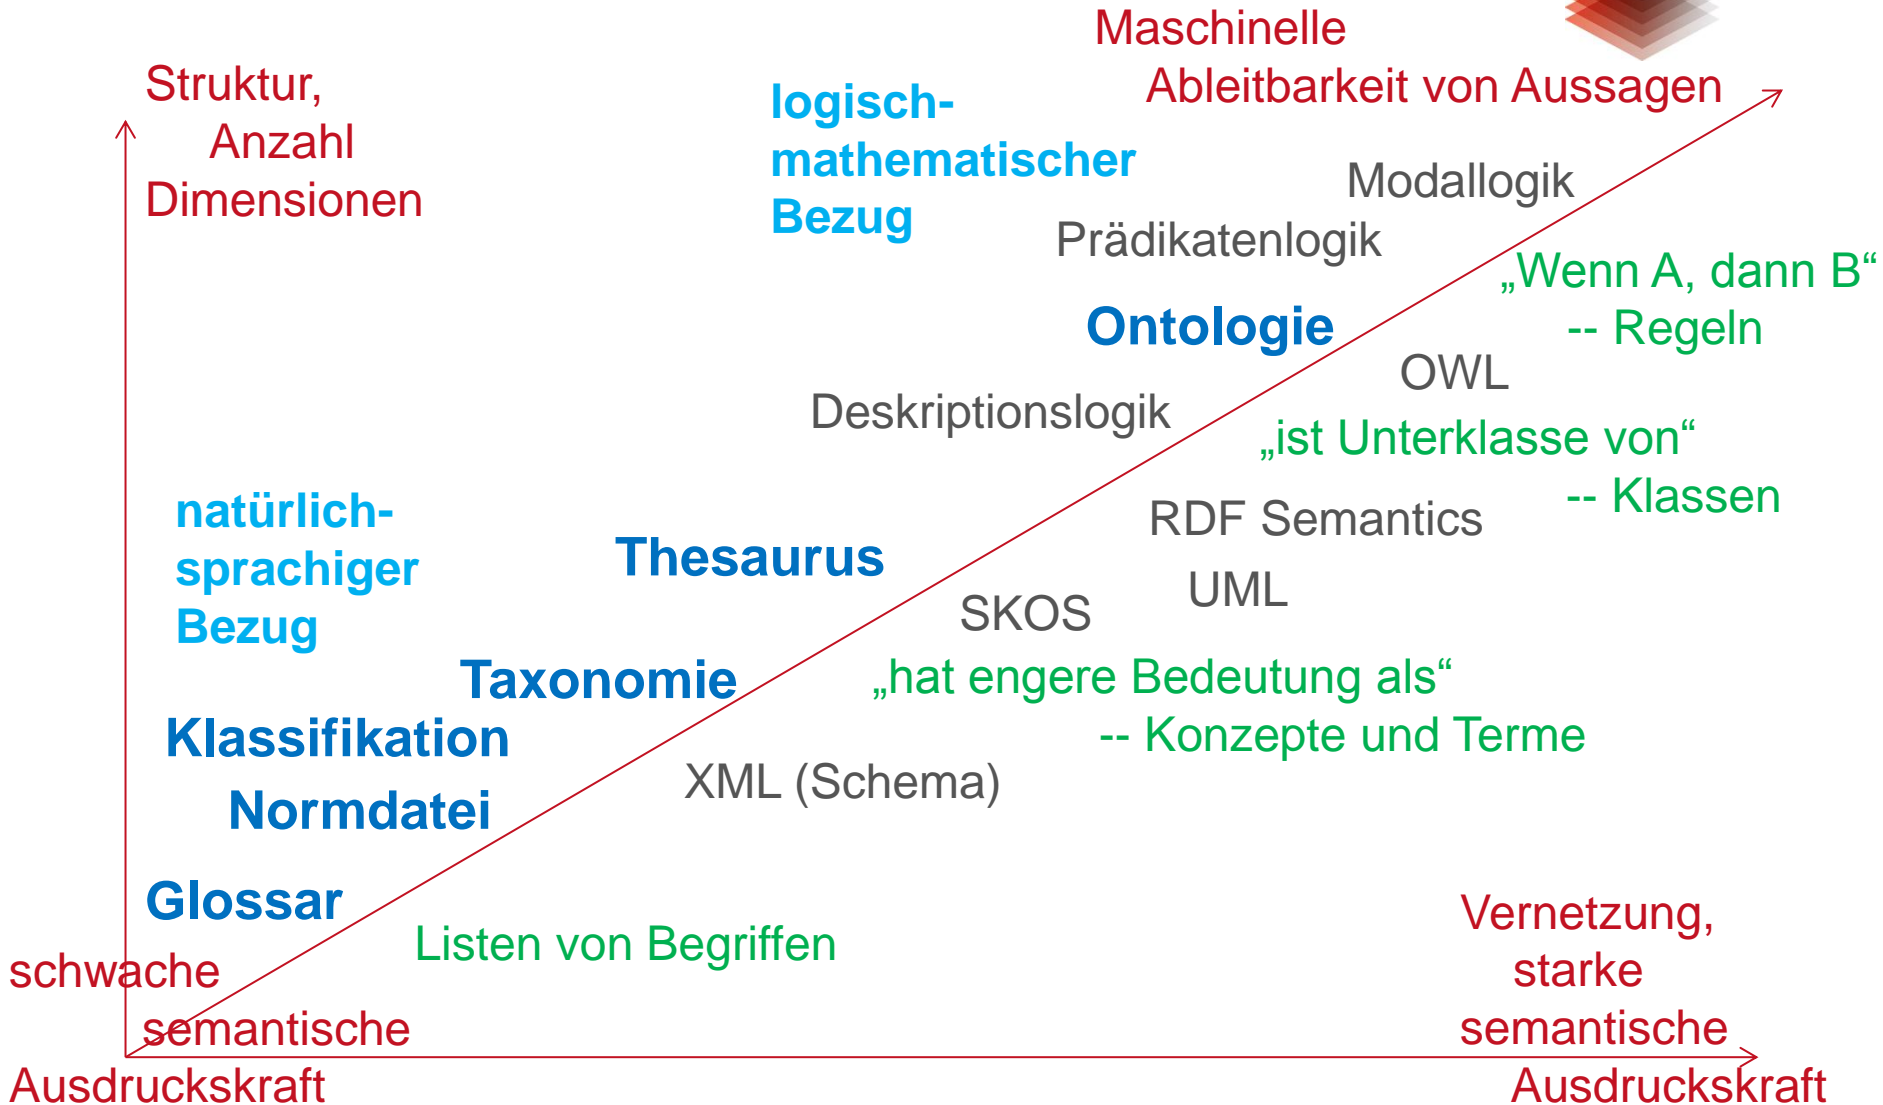 Maschinelle
Ableitbarkeit von Aussagen
Struktur,
Anzahl
Dimensionen
logisch-
mathematischer
Bezug
Modallogik
Prädikatenlogik
„Wenn A, dann B“
-- Regeln
Ontologie
OWL
Deskriptionslogik
„ist Unterklasse von“
-- Klassen
natürlich-
sprachiger
Bezug
RDF Semantics
Thesaurus
UML
SKOS
Taxonomie
„hat engere Bedeutung als“
-- Konzepte und Terme
Klassifikation
XML (Schema)
Normdatei
Glossar
Listen von Begriffen
schwache
semantische
Ausdruckskraft
Vernetzung,
starke
semantische
Ausdruckskraft